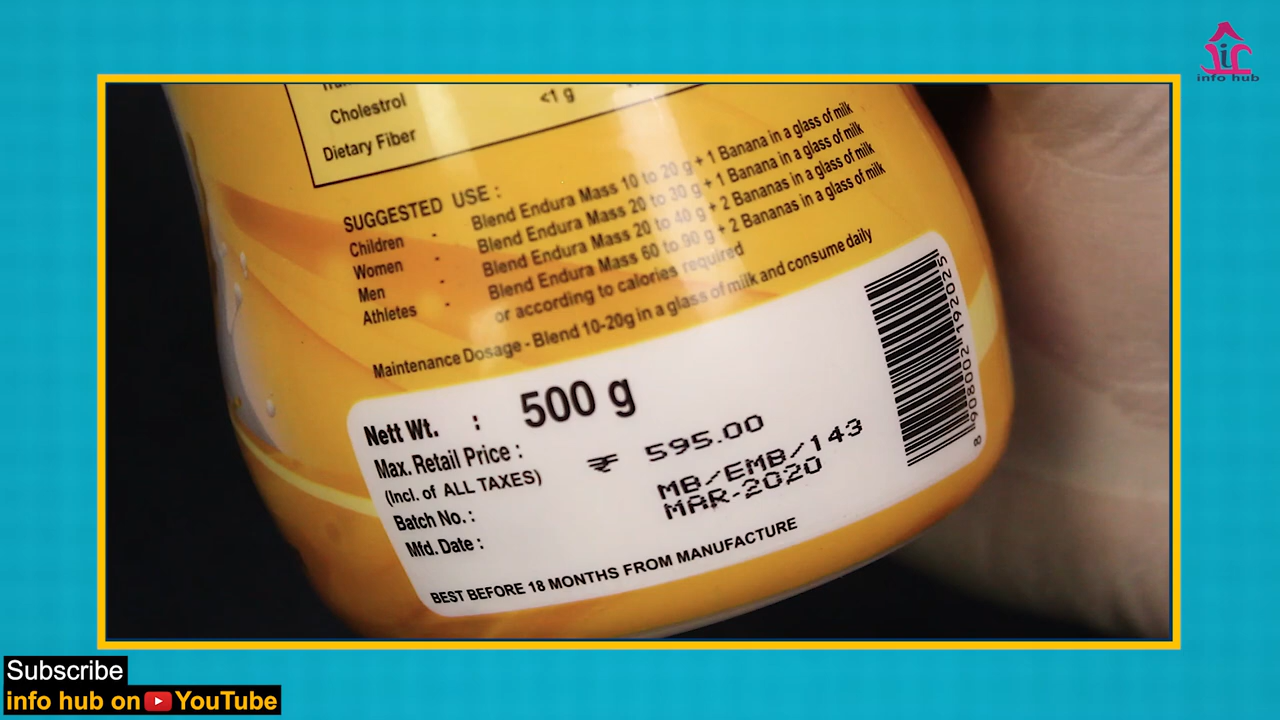 info hub
Cholestrol <1 g
Dietary Fiber
SUGGESTED USE :
Children - Blend Endura Mass 10 to 20 g + 1 Banana in a glass of milk
Women - Blend Endura Mass 20 to 30 g + 1 Banana in a glass of milk
Men - Blend Endura Mass 20 to 40 g + 2 Bananas in a glass of milk
Athletes - Blend Endura Mass 60 to 90 g + 2 Bananas in a glass of milk
or according to calories required
Maintenance Dosage - Blend 10-20g in a glass of milk and consume daily
Nett Wt. : 500 g
Max. Retail Price : ₹ 595.00
(Incl. of ALL TAXES)
Batch No. : MB/EMB/143
Mfd. Date : MAR-2020
BEST BEFORE 18 MONTHS FROM MANUFACTURE
8 908002 192025
Subscribe
info hub on YouTube